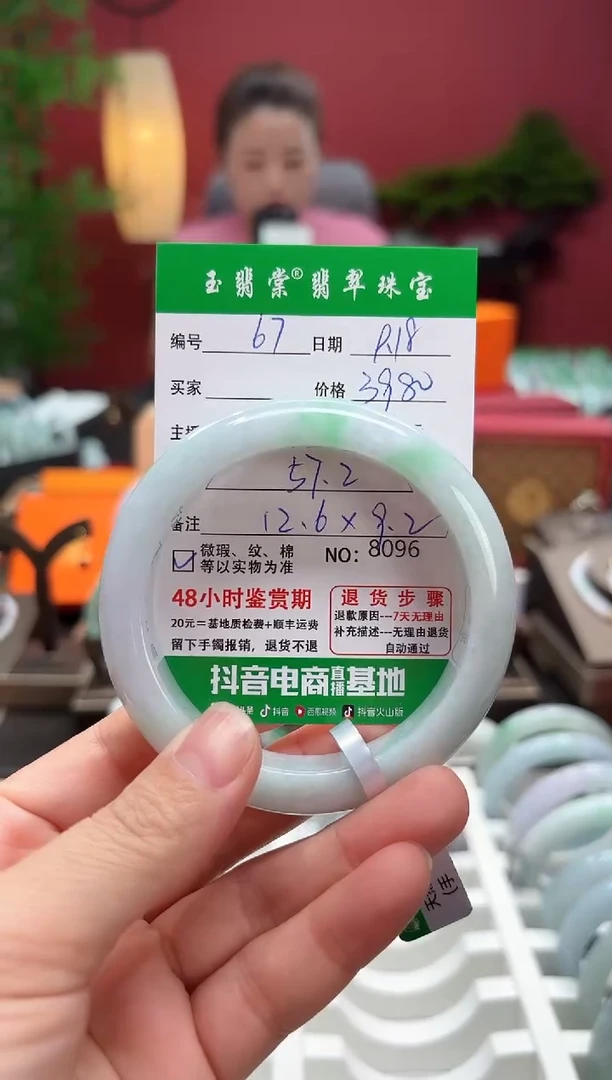 玉翡棠®翡翠珠宝
编号 67 日期 P.18
买家 价格 3980
主
57.2
备注 12.6×9.2
微瑕、纹、棉
等以实物为准
NO: 8096
48小时鉴赏期
20元=基地质检费+顺丰运费
留下手镯报销，退货不退
退货步骤
退款原因---7天无理由
补充描述---无理由退货
自动通过
抖音电商直播基地
抖音 西瓜视频 抖音火山版